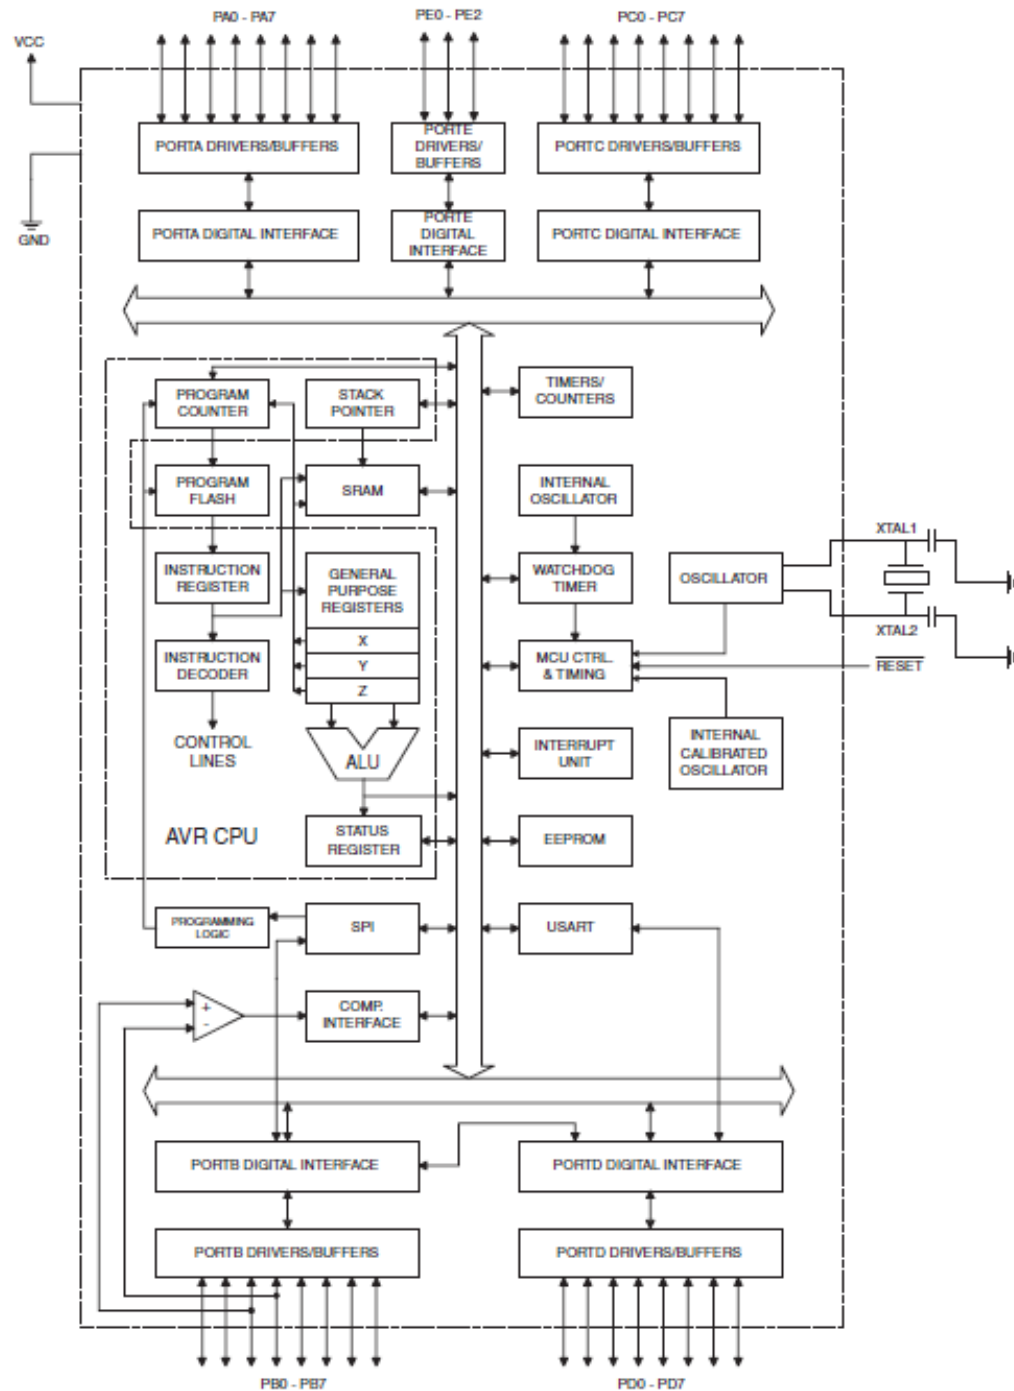 PA0 - PA7
PE0 - PE2
PC0 - PC7
VCC
PORTA DRIVERS/BUFFERS
PORTE
DRIVERS/
BUFFERS
PORTC DRIVERS/BUFFERS
GND
PORTA DIGITAL INTERFACE
PORTE
DIGITAL
INTERFACE
PORTC DIGITAL INTERFACE
PROGRAM
COUNTER
STACK
POINTER
TIMERS/
COUNTERS
PROGRAM
FLASH
SRAM
INTERNAL
OSCILLATOR
XTAL1
INSTRUCTION
REGISTER
GENERAL
PURPOSE
REGISTERS
WATCHDOG
TIMER
OSCILLATOR
XTAL2
X
INSTRUCTION
DECODER
Y
Z
MCU CTRL.
& TIMING
RESET
CONTROL
LINES
ALU
INTERRUPT
UNIT
INTERNAL
CALIBRATED
OSCILLATOR
AVR CPU
STATUS
REGISTER
EEPROM
PROGRAMMING
LOGIC
SPI
USART
+
-
COMP.
INTERFACE
PORTB DIGITAL INTERFACE
PORTD DIGITAL INTERFACE
PORTB DRIVERS/BUFFERS
PORTD DRIVERS/BUFFERS
PB0 - PB7
PD0 - PD7